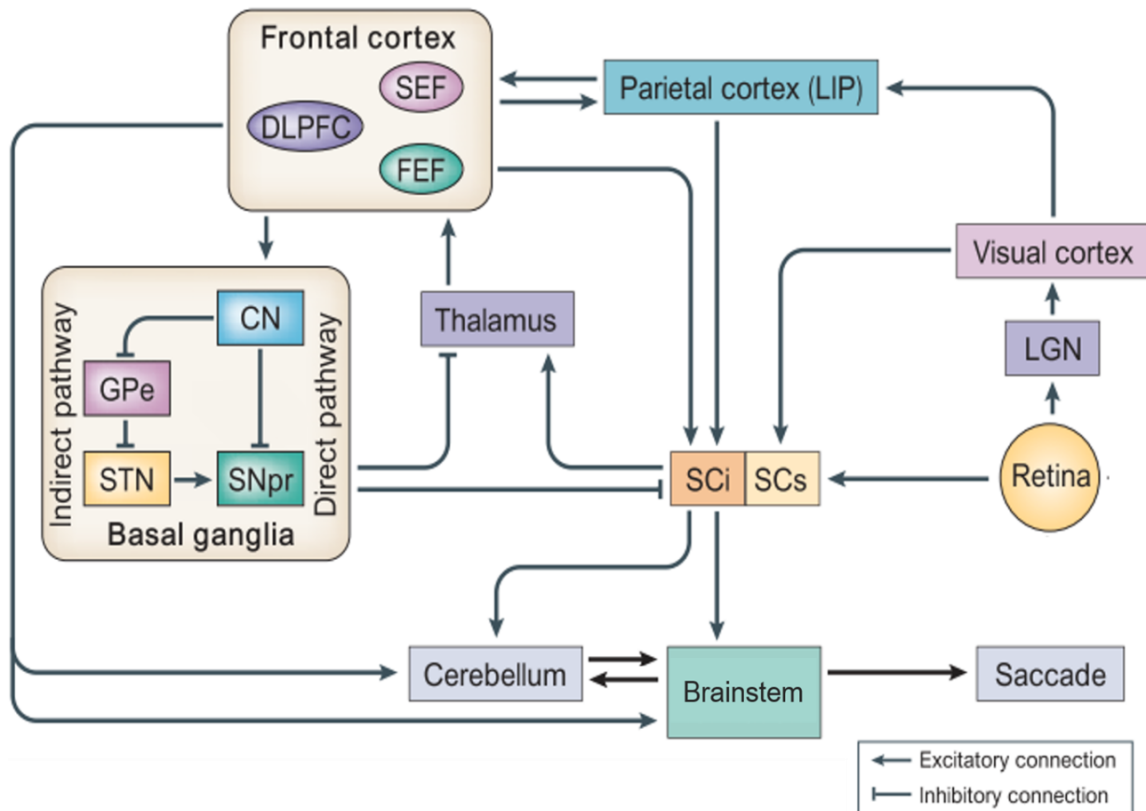 Frontal cortex
SEF
DLPFC
FEF
Parietal cortex (LIP)
Visual cortex
LGN
Retina
Thalamus
Indirect pathway
CN
GPe
STN
SNpr
Direct pathway
Basal ganglia
SCi
SCs
Cerebellum
Brainstem
Saccade
Excitatory connection
Inhibitory connection